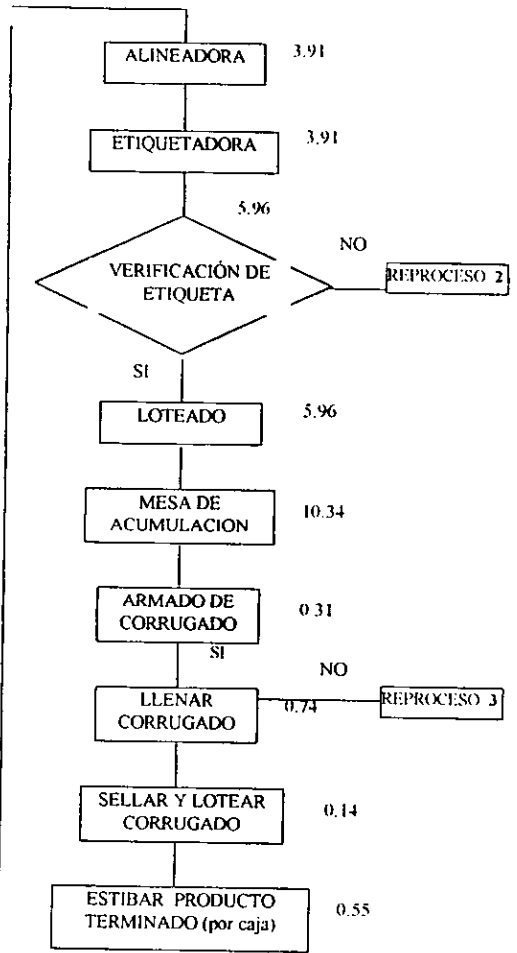 ALINEADORA
3.91
ETIQUETADORA
3.91
5.96
VERIFICACIÓN DE
ETIQUETA
NO
REPROCESO 2
SI
LOTEADO
5.96
MESA DE
ACUMULACION
10.34
ARMADO DE
CORRUGADO
0.31
SI
NO
LLENAR
CORRUGADO
0.74
REPROCESO 3
SELLAR Y LOTEAR
CORRUGADO
0.14
ESTIBAR PRODUCTO
TERMINADO (por caja)
0.55